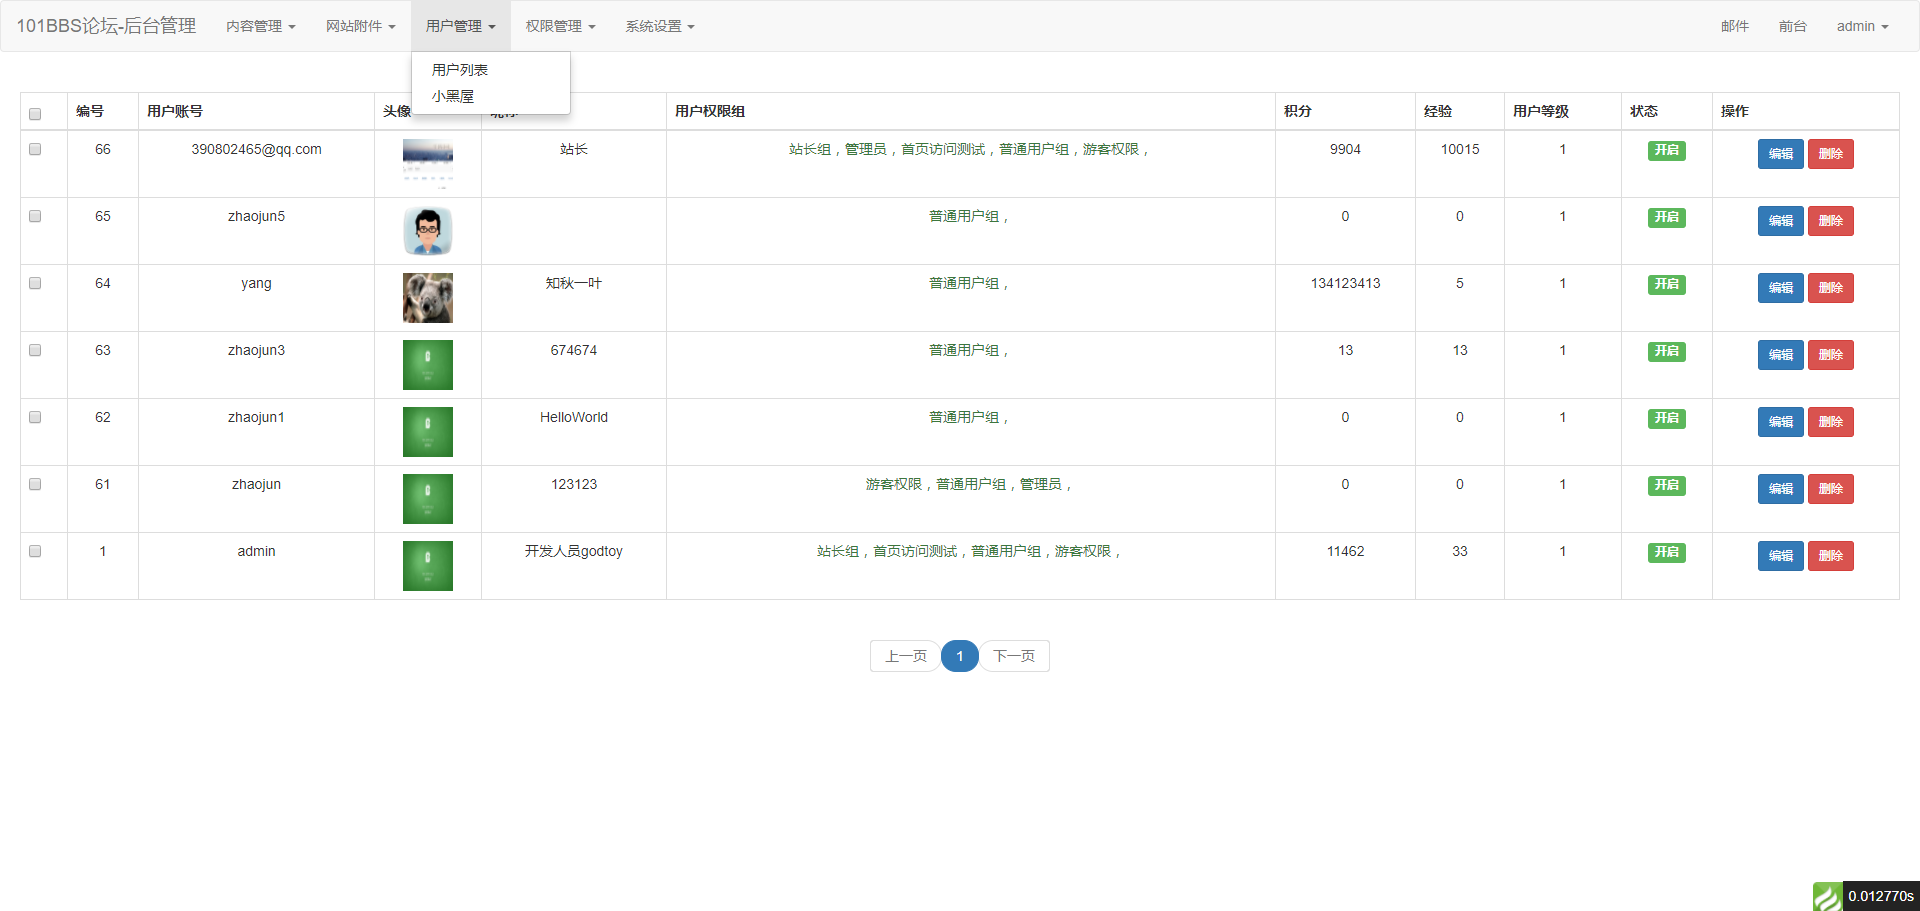 101BBS论坛-后台管理 内容管理 网站附件 用户管理 权限管理 系统设置 邮件 前台 admin
用户列表
小黑屋
编号 用户账号 头像 用户权限组 积分 经验 用户等级 状态 操作
66 390802465@qq.com 站长 站长组，管理员，首页访问测试，普通用户组，游客权限， 9904 10015 1 开启 编辑 删除
65 zhaojun5 普通用户组， 0 0 1 开启 编辑 删除
64 yang 知秋一叶 普通用户组， 134123413 5 1 开启 编辑 删除
63 zhaojun3 674674 普通用户组， 13 13 1 开启 编辑 删除
62 zhaojun1 HelloWorld 普通用户组， 0 0 1 开启 编辑 删除
61 zhaojun 123123 游客权限，普通用户组，管理员， 0 0 1 开启 编辑 删除
1 admin 开发人员godtoy 站长组，首页访问测试，普通用户组，游客权限， 11462 33 1 开启 编辑 删除
上一页 1 下一页
0.012770s